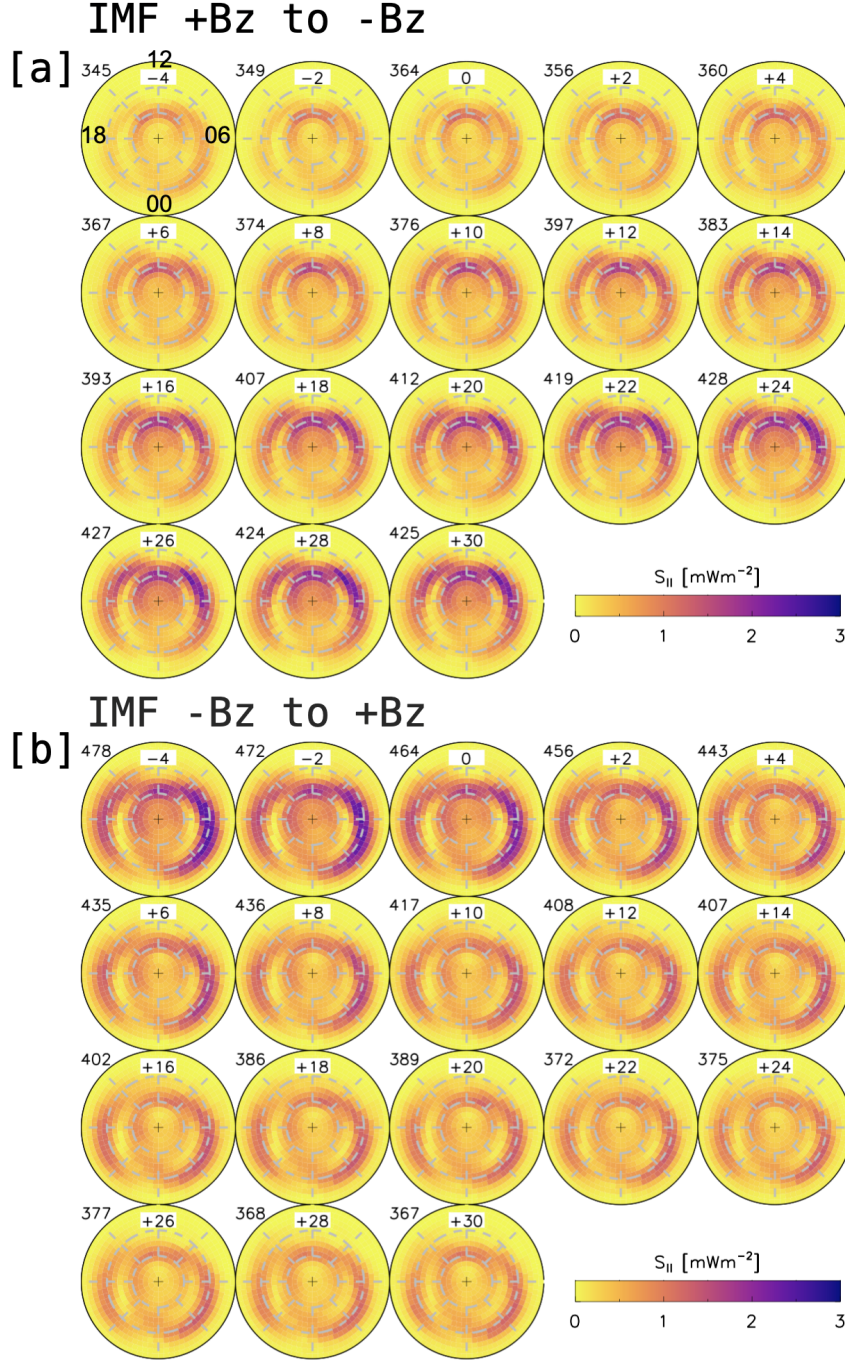 IMF +Bz to -Bz
[a]
345 −4 349 −2 364 0 356 +2 360 +4
12
18 06
00
367 +6 374 +8 376 +10 397 +12 383 +14
393 +16 407 +18 412 +20 419 +22 428 +24
427 +26 424 +28 425 +30
S|| [mWm−2]
0 1 2 3
IMF -Bz to +Bz
[b]
478 −4 472 −2 464 0 456 +2 443 +4
435 +6 436 +8 417 +10 408 +12 407 +14
402 +16 386 +18 389 +20 372 +22 375 +24
377 +26 368 +28 367 +30
S|| [mWm−2]
0 1 2 3